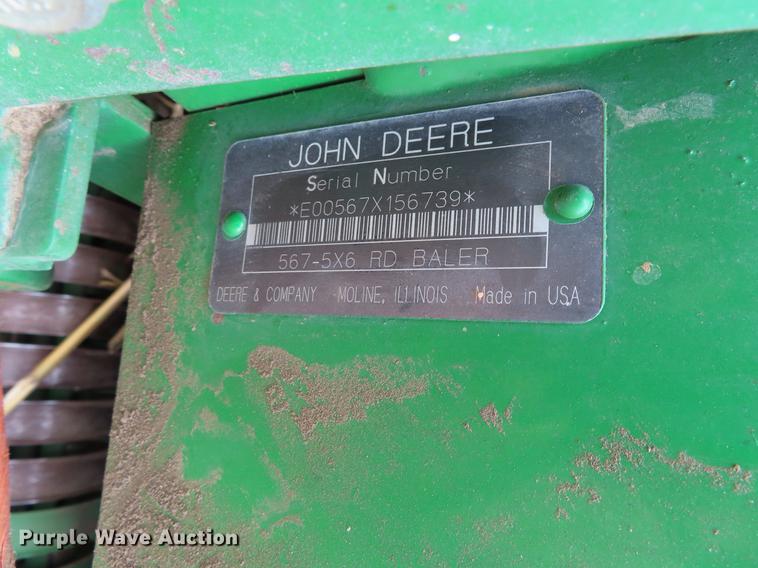 JOHN DEERE
Serial Number
*E00567X156739*
567-5X6 RD BALER
DEERE & COMPANY MOLINE, ILLINOIS Made in USA
Purple Wave Auction